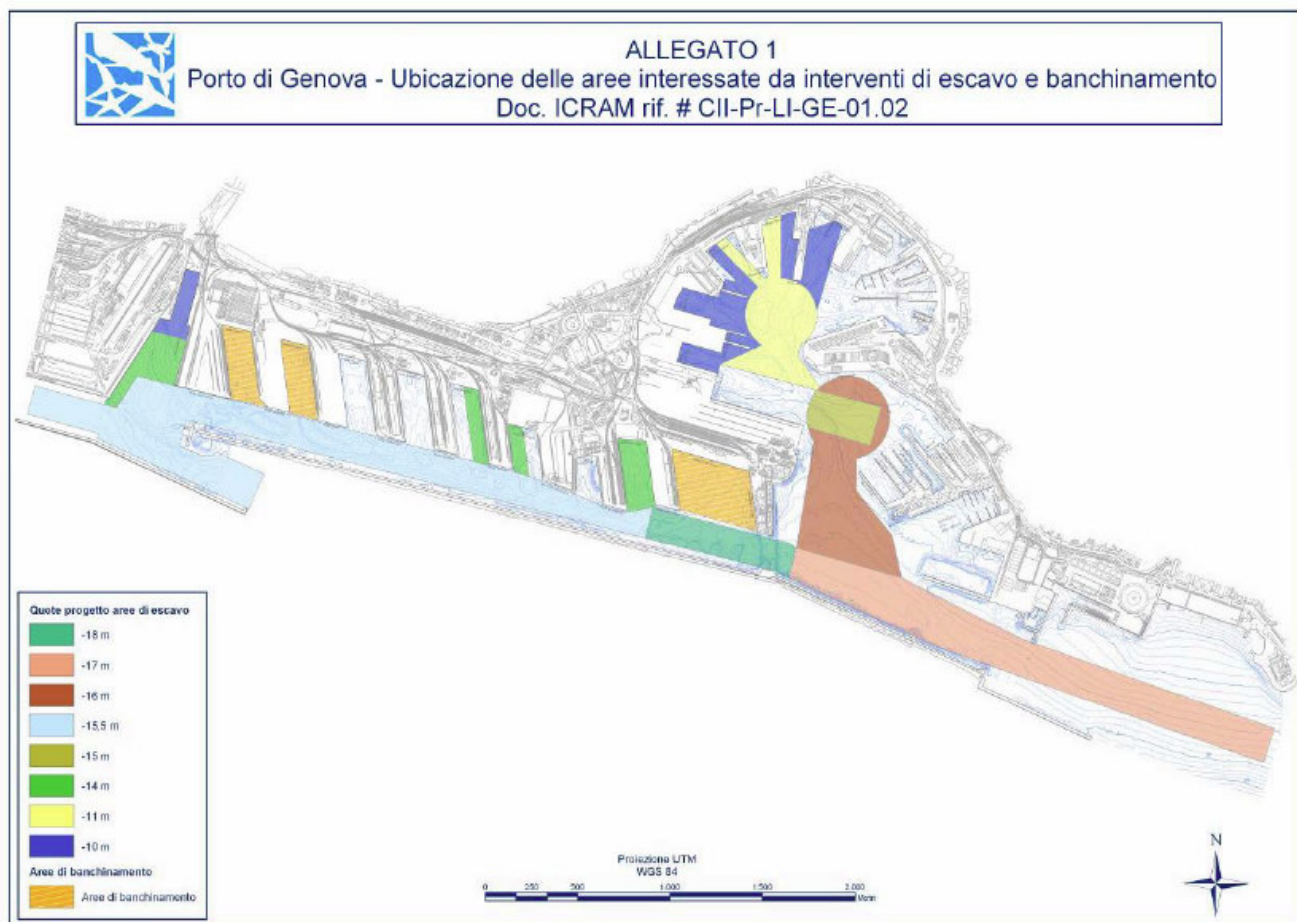 ALLEGATO 1
Porto di Genova - Ubicazione delle aree interessate da interventi di escavo e banchinamento
Doc. ICRAM rif. # CII-Pr-LI-GE-01.02
Quote progetto aree di escavo
-18 m
-17 m
-16 m
-15,5 m
-15 m
-14 m
-11 m
-10 m
Aree di banchinamento
Aree di banchinamento
Proiezione UTM
WGS 84
0 250 500 1.000 1.500 2.000
Metri
N